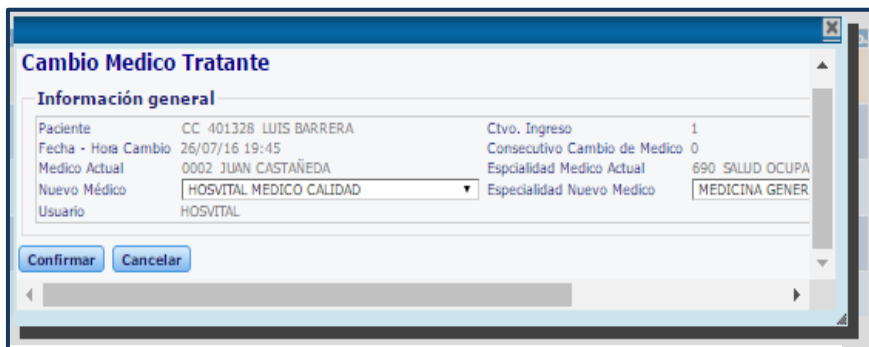 Cambio Medico Tratante
Información general
Paciente CC 401328 LUIS BARRERA Ctvo. Ingreso 1
Fecha - Hora Cambio 26/07/16 19:45 Consecutivo Cambio de Medico 0
Medico Actual 0002 JUAN CASTAÑEDA Espcialidad Medico Actual 690 SALUD OCUPA
Nuevo Médico HOSVITAL MEDICO CALIDAD Especialidad Nuevo Medico MEDICINA GENER
Usuario HOSVITAL
Confirmar Cancelar